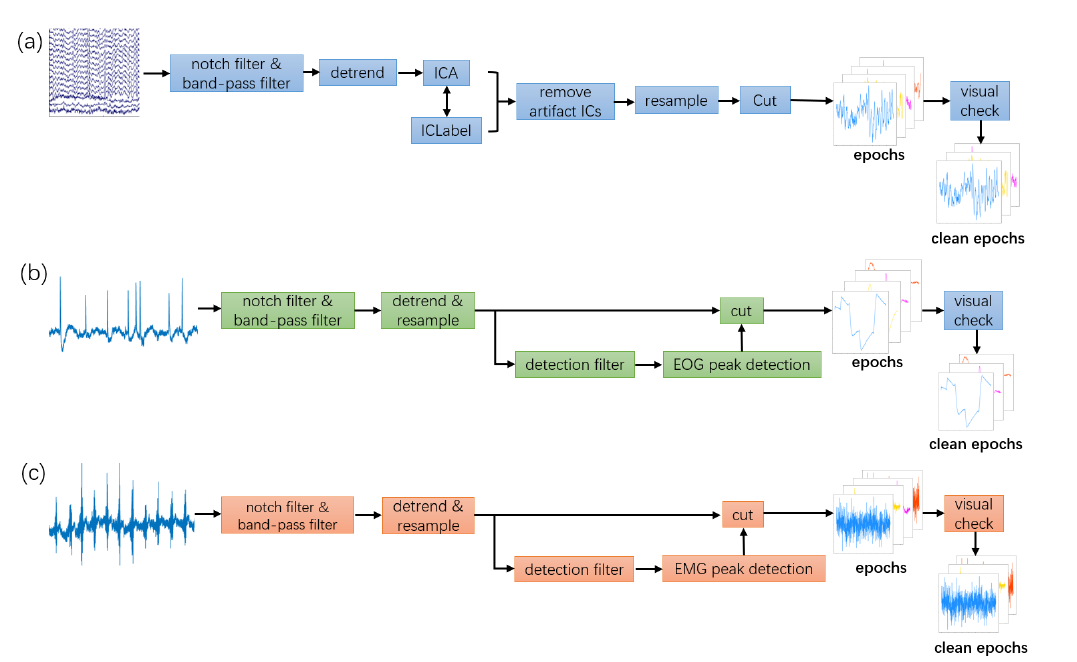 (a)
notch filter &
band-pass filter
detrend
ICA
ICLabel
remove
artifact ICs
resample
Cut
epochs
visual
check
clean epochs
(b)
notch filter &
band-pass filter
detrend &
resample
detection filter
EOG peak detection
cut
epochs
visual
check
clean epochs
(c)
notch filter &
band-pass filter
detrend &
resample
detection filter
EMG peak detection
cut
epochs
visual
check
clean epochs